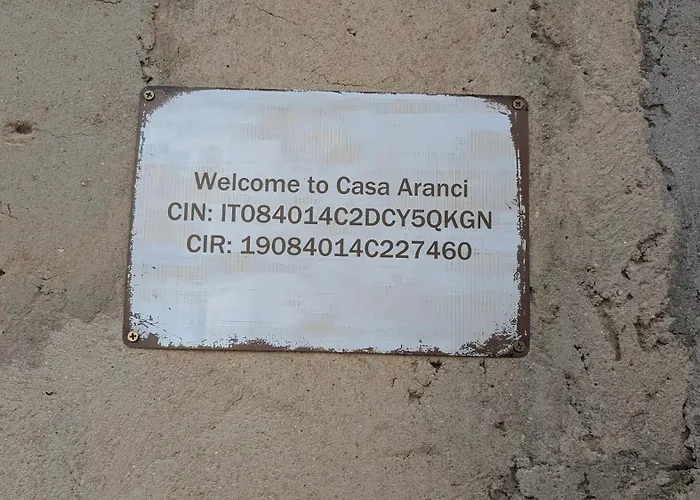 Welcome to Casa Aranci
CIN: IT084014C2DCY5QKGN
CIR: 19084014C227460